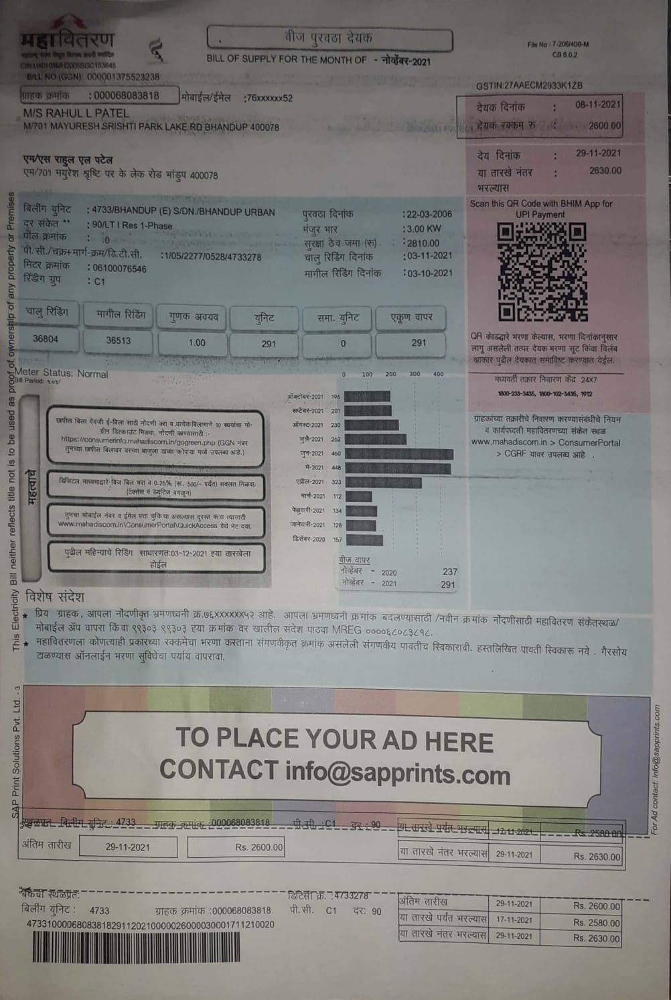 महावितरण
वीज पुरवठा देयक
BILL OF SUPPLY FOR THE MONTH OF - नोव्हेंबर-2021
File No : 7-206/400-M
CB 6.0.2
BILL NO.(GGN): 000001375523238
GSTIN:27AAECM2933K1ZB
ग्राहक क्रमांक : 000068083818 मोबाईल/ईमेल :76xxxxxx52
M/S RAHUL L PATEL
M/701 MAYURESH SRISHTI PARK LAKE RD BHANDUP 400078
देयक दिनांक : 08-11-2021
देयक रक्कम रु : 2600.00
एम/एस राहुल एल पटेल
एम/701 मयुरेश श्रृष्टि पर के लेक रोड भांडुप 400078
देय दिनांक : 29-11-2021
या तारखे नंतर : 2630.00
भरल्यास
Scan this QR Code with BHIM App for
UPI Payment
बिलींग युनिट : 4733/BHANDUP (E) S/DN./BHANDUP URBAN
दर संकेत ** : 90/LT I Res 1-Phase
पोल क्रमांक : :0
पी. सी./चक्र+मार्ग-क्रम/डि.टी.सी. :1/05/2277/0528/4733278
मिटर क्रमांक : 06100076546
रिडींग ग्रुप : C1
पुरवठा दिनांक :22-03-2006
मंजुर भार :3.00 KW
सुरक्षा ठेव जमा (रु) :2810.00
चालु रिडिंग दिनांक :03-11-2021
मागील रिडिंग दिनांक :03-10-2021
चालु रिडिंग मागील रिडिंग गुणक अवयव युनिट समा. युनिट एकूण वापर
36804 36513 1.00 291 0 291
QR कोडद्वारे भरणा केल्यास, भरणा दिनांकानुसार
लागू असलेली तत्पर देयक भरणा सूट किंवा विलंब
आकार पुढील देयकात समाविष्ट करण्यात येईल.
मध्यवर्ती तक्रार निवारण केंद्र 24X7
1800-233-3435, 1800-102-3435, 1912
ग्राहकांच्या तक्रारीचे निवारण करण्यासंबंधीचे नियम
व कार्यपध्दती महावितरणच्या संकेत स्थळ
www.mahadiscom.in > ConsumerPortal
> CGRF यावर उपलब्ध आहे .
Meter Status: Normal
Bill Period: १.०३/
महत्वाचे
छापील बिला ऐवजी ई-बिला साठी नोंदणी करा व प्रत्येकबिलामागे 10 रूपयांचा गो-
ग्रीन डिस्काउंट मिळवा. नोंदणी करण्यासाठी :-
https://consumerinfo.mahadiscom.in/gogreen.php (GGN नंबर
तुमच्या छापील बिलावर वरच्या बाजुला डाव्या कोपऱ्या मध्ये उपलब्ध आहे.)
डिजिटल माध्यमाद्वारे विज बिल भरा व 0.25% (रू. 500/- पर्यंत) सवलत मिळवा.
(टॅक्सेस व ड्युटिज वगळून)
तुमचा मोबाईल नंबर व ईमेल पत्ता चुकिचा असल्यास दुरस्त करा त्यासाठी
www.mahadiscom.in\ConsumerPortal\QuickAccess येथे भेट दया.
पुढील महिन्याचे रिडिंग साधारणत:03-12-2021 ह्या तारखेला
होईल
0 100 200 300 400
ऑक्टोबर-2021 196
सप्टेंबर-2021 201
ऑगस्ट-2021 230
जुलै-2021 262
जुन-2021 460
मे-2021 448
एप्रील-2021 323
मार्च-2021 112
फेब्रुवारी-2021 134
जानेवारी-2021 128
डिसेंबर-2020 157
वीज वापर
नोव्हेंबर - 2020 237
नोव्हेंबर - 2021 291
विशेष संदेश
★ प्रिय ग्राहक, आपला नोंदणीकृत भ्रमणध्वनी क्र.७६XXXXXX५२ आहे. आपला भ्रमणध्वनी क्रमांक बदलण्यासाठी /नवीन क्रमांक नोंदणीसाठी महावितरण संकेतस्थळ/
मोबाईल ॲप वापरा किंवा ९९३०३ ९९३०३ ह्या क्रमांक वर खालील संदेश पाठवा MREG ००००६८०८३८१८.
★ महावितरणला कोणत्याही प्रकारच्या रक्कमेचा भरणा करताना संगणकीकृत क्रमांक असलेली संगणकीय पावतीच स्विकारावी. हस्तलिखित पावती स्विकारू नये . गैरसोय
टाळण्यास ऑनलाईन भरणा सुविधेचा पर्याय वापरावा.
This Electricity Bill neither reflects title not is to be used as proof of ownership of any property or Premises
SAP Print Solutions Pvt. Ltd. - 3
TO PLACE YOUR AD HERE
CONTACT info@sapprints.com
For Ad contact: info@sapprints.com
स्थळप्रत बिलींग युनिट: 4733 ग्राहक क्रमांक :000068083818 पी.सी. :C1 दर : 90 या तारखे पर्यंत भरल्यास 17-11-2021 Rs. 2580.00
अंतिम तारीख 29-11-2021 Rs. 2600.00 या तारखे नंतर भरल्यास 29-11-2021 Rs. 2630.00
बँकेची स्थळप्रत: डिटिसी क्र. :4733278 अंतिम तारीख 29-11-2021 Rs. 2600.00
बिलींग युनिट : 4733 ग्राहक क्रमांक :000068083818 पी.सी. C1 दर: 90 या तारखे पर्यंत भरल्यास 17-11-2021 Rs. 2580.00
या तारखे नंतर भरल्यास 29-11-2021 Rs. 2630.00
473310000680838182911202100000260000300017​11210020